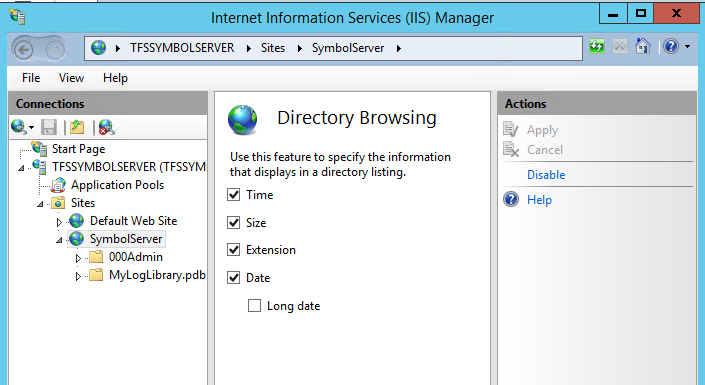 Internet Information Services (IIS) Manager
TFSSYMBOLSERVER Sites SymbolServer
File View Help
Connections
Start Page
TFSSYMBOLSERVER (TFSSYM
Application Pools
Sites
Default Web Site
SymbolServer
000Admin
MyLogLibrary.pdb
Directory Browsing
Use this feature to specify the information
that displays in a directory listing.
Time
Size
Extension
Date
Long date
Actions
Apply
Cancel
Disable
Help